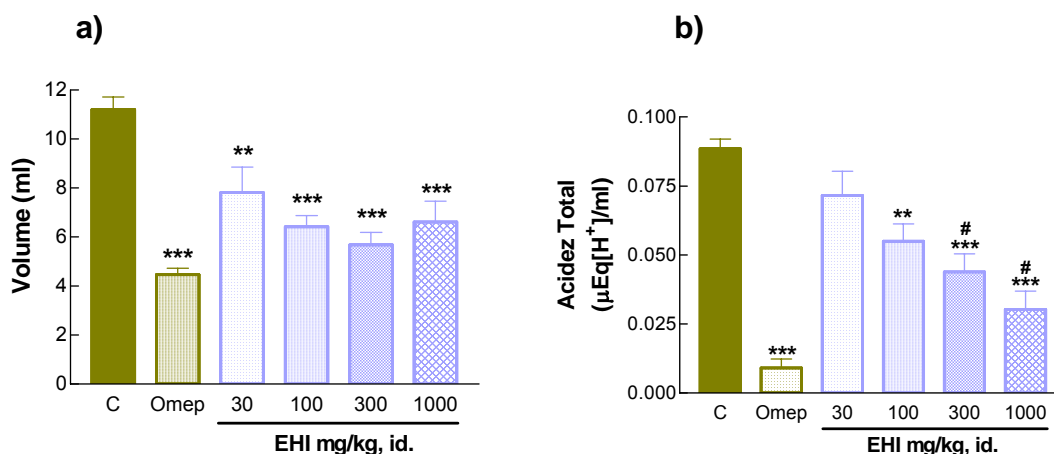 a)
Volume (ml)
12
10
8
6
4
2
0
***
**
***
***
***
C Omep 30 100 300 1000
EHI mg/kg, id.
b)
Acidez Total
(µEq[H⁺]/ml)
0.100
0.075
0.050
0.025
0.000
***
**
#
***
#
***
C Omep 30 100 300 1000
EHI mg/kg, id.